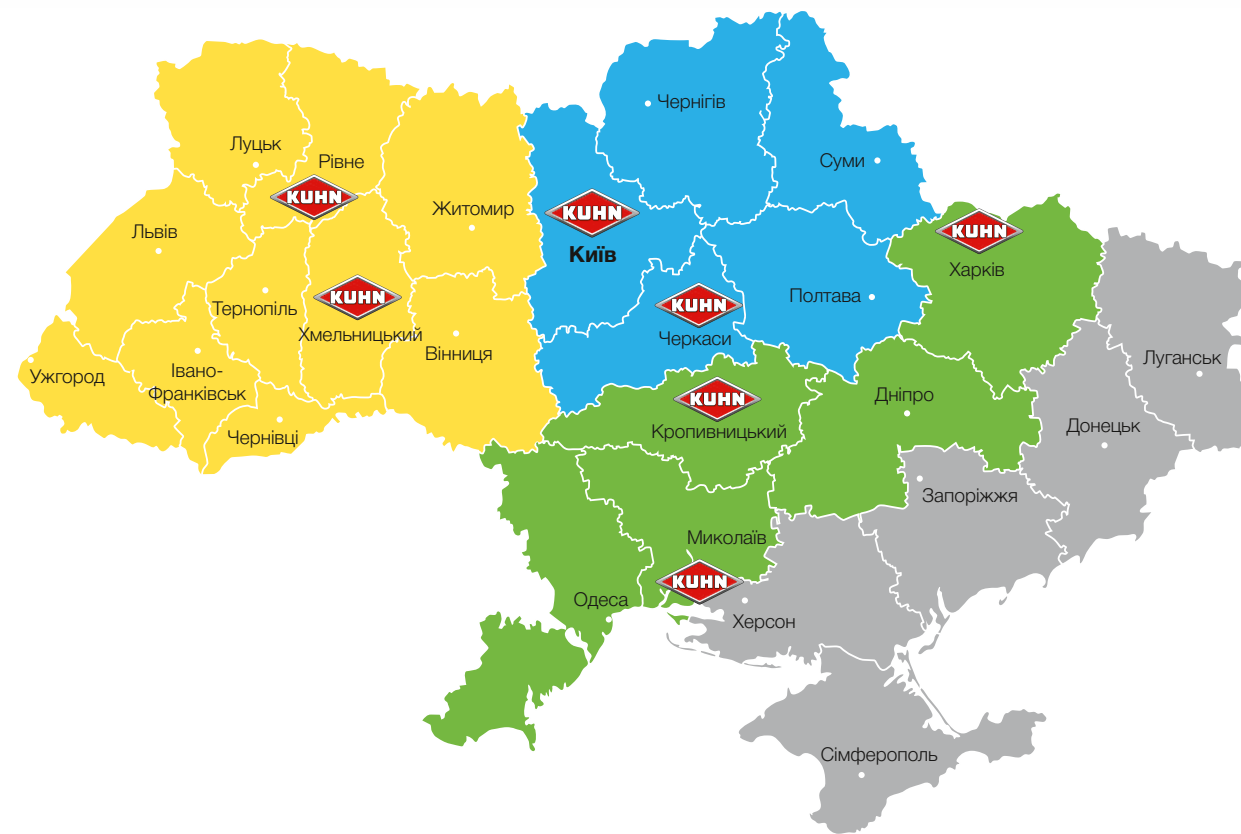 Чернігів
Луцьк
Рівне
Суми
KUHN
Житомир
KUHN
Львів
KUHN
Київ
Харків
Тернопіль
KUHN
Хмельницький
KUHN
Черкаси
Полтава
Вінниця
Луганськ
Ужгород
Івано-
Франківськ
Дніпро
KUHN
Кропивницький
Донецьк
Чернівці
Запоріжжя
Миколаїв
KUHN
Одеса
Херсон
Сімферополь